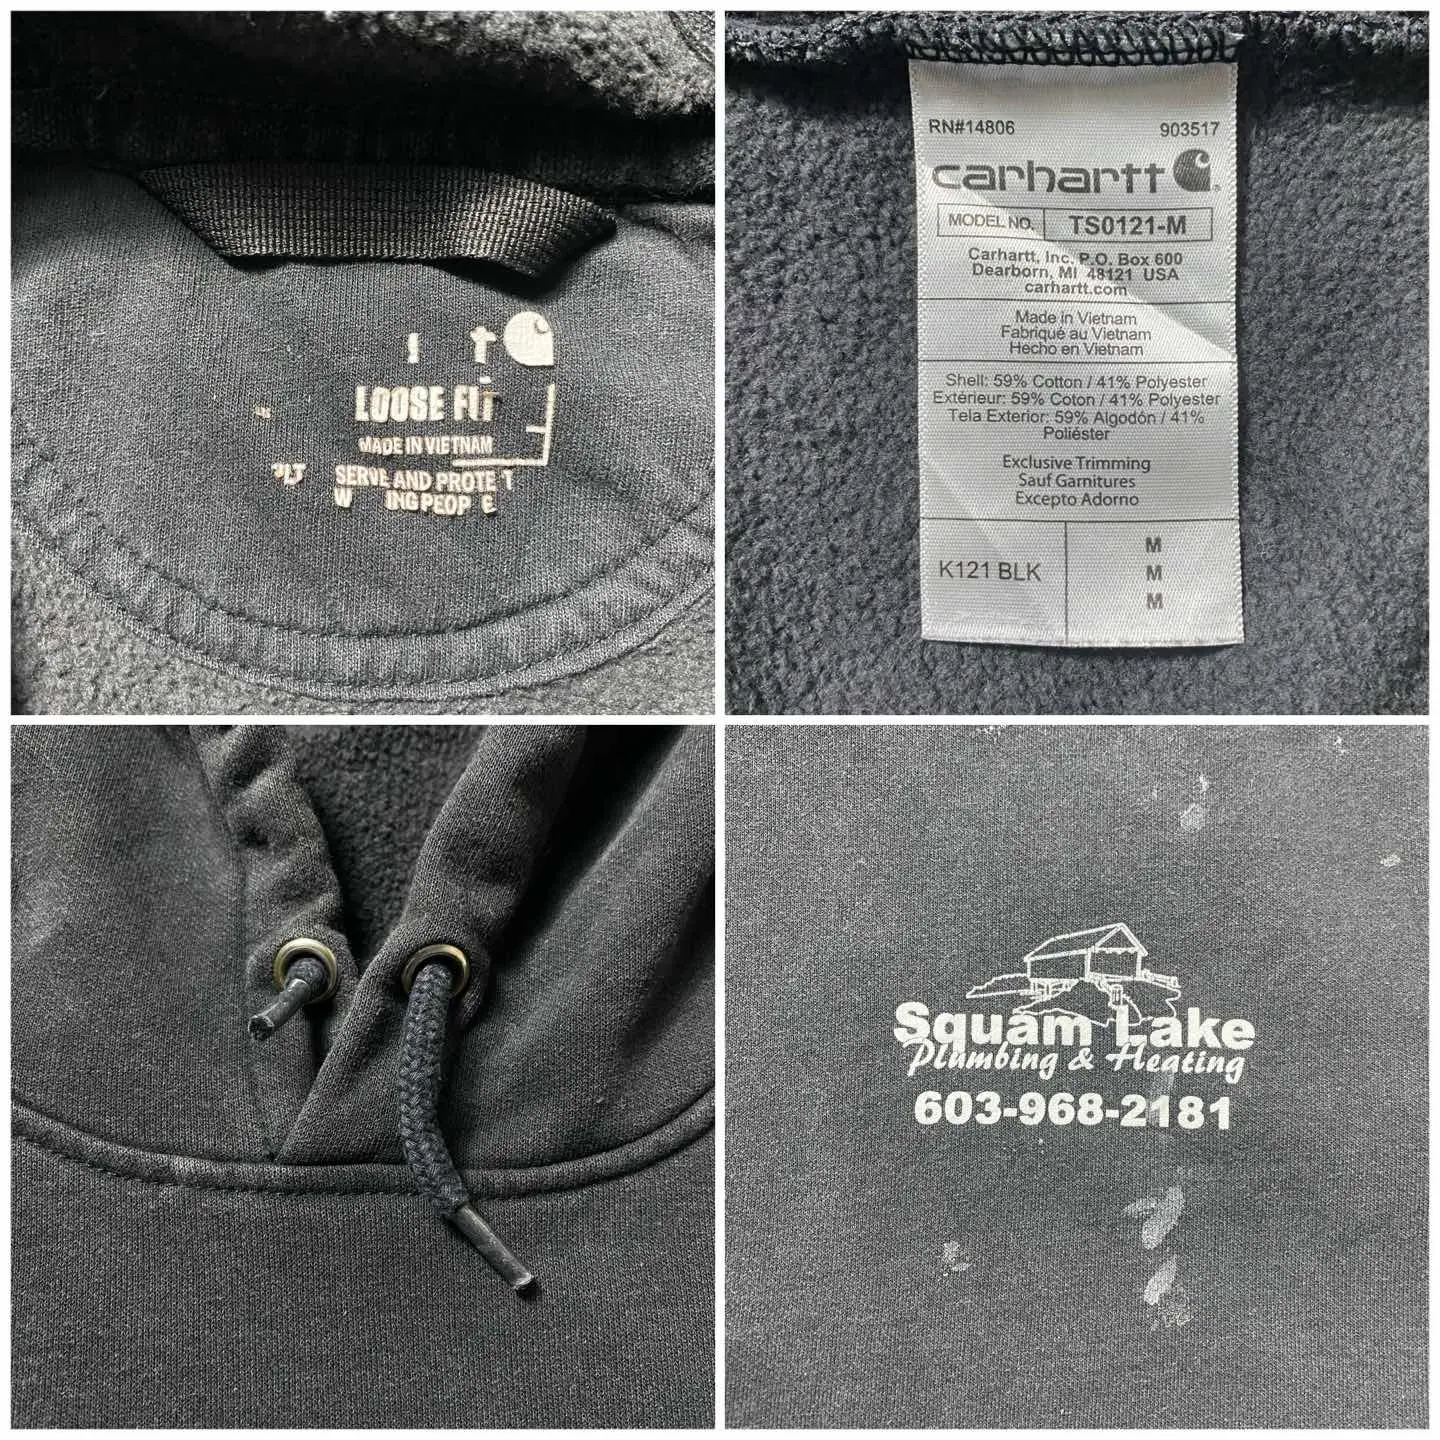 LOOSE FIT
MADE IN VIETNAM
SERVE AND PROTE T
W ING PEOP E
RN#14806 903517
carhartt
MODEL NO. TS0121-M
Carhartt, Inc. P.O. Box 600
Dearborn, MI 48121 USA
carhartt.com
Made in Vietnam
Fabriqué au Vietnam
Hecho en Vietnam
Shell: 59% Cotton / 41% Polyester
Extérieur: 59% Coton / 41% Polyester
Tela Exterior: 59% Algodón / 41%
Poliéster
Exclusive Trimming
Sauf Garnitures
Excepto Adorno
K121 BLK
M
M
M
Squam Lake
Plumbing & Heating
603-968-2181